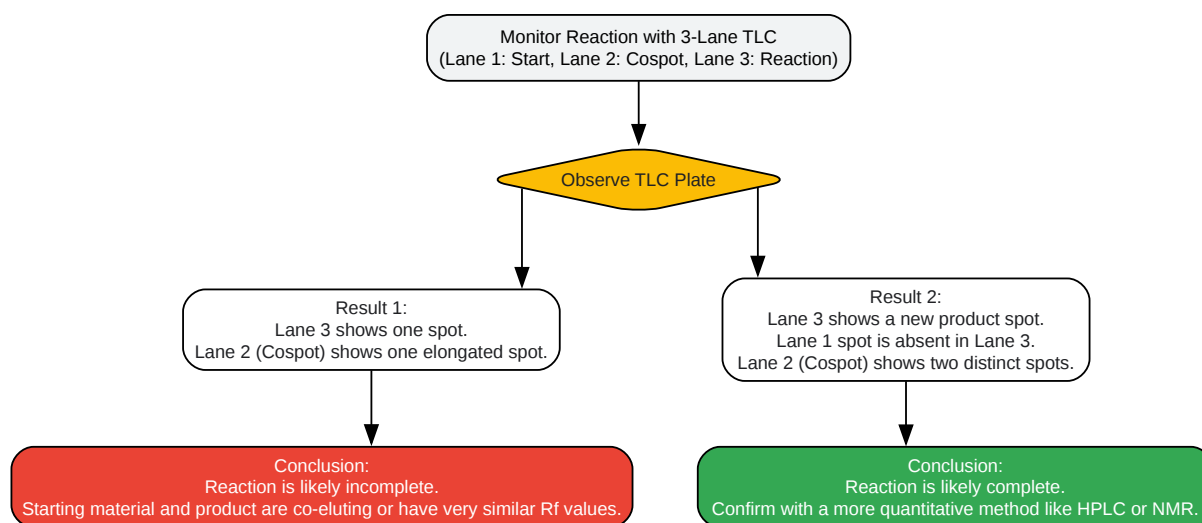 Monitor Reaction with 3-Lane TLC
(Lane 1: Start, Lane 2: Cospot, Lane 3: Reaction)
Observe TLC Plate
Result 1:
Lane 3 shows one spot.
Lane 2 (Cospot) shows one elongated spot.
Result 2:
Lane 3 shows a new product spot.
Lane 1 spot is absent in Lane 3.
Lane 2 (Cospot) shows two distinct spots.
Conclusion:
Reaction is likely incomplete.
Starting material and product are co-eluting or have very similar Rf values.
Conclusion:
Reaction is likely complete.
Confirm with a more quantitative method like HPLC or NMR.